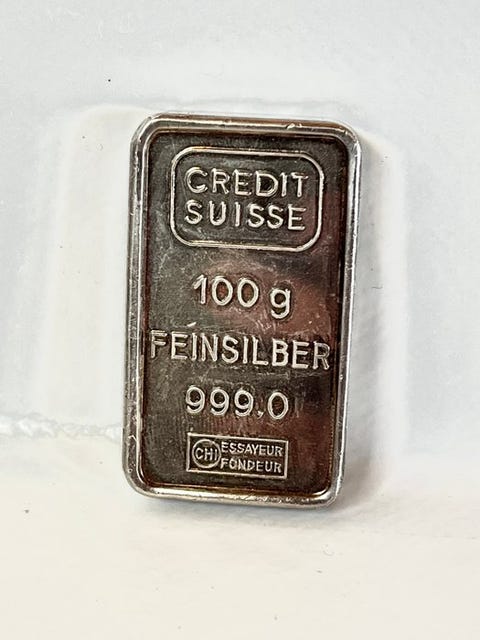 CREDIT
SUISSE
100 g
FEINSILBER
999.0
CHI ESSAYEUR
FONDEUR